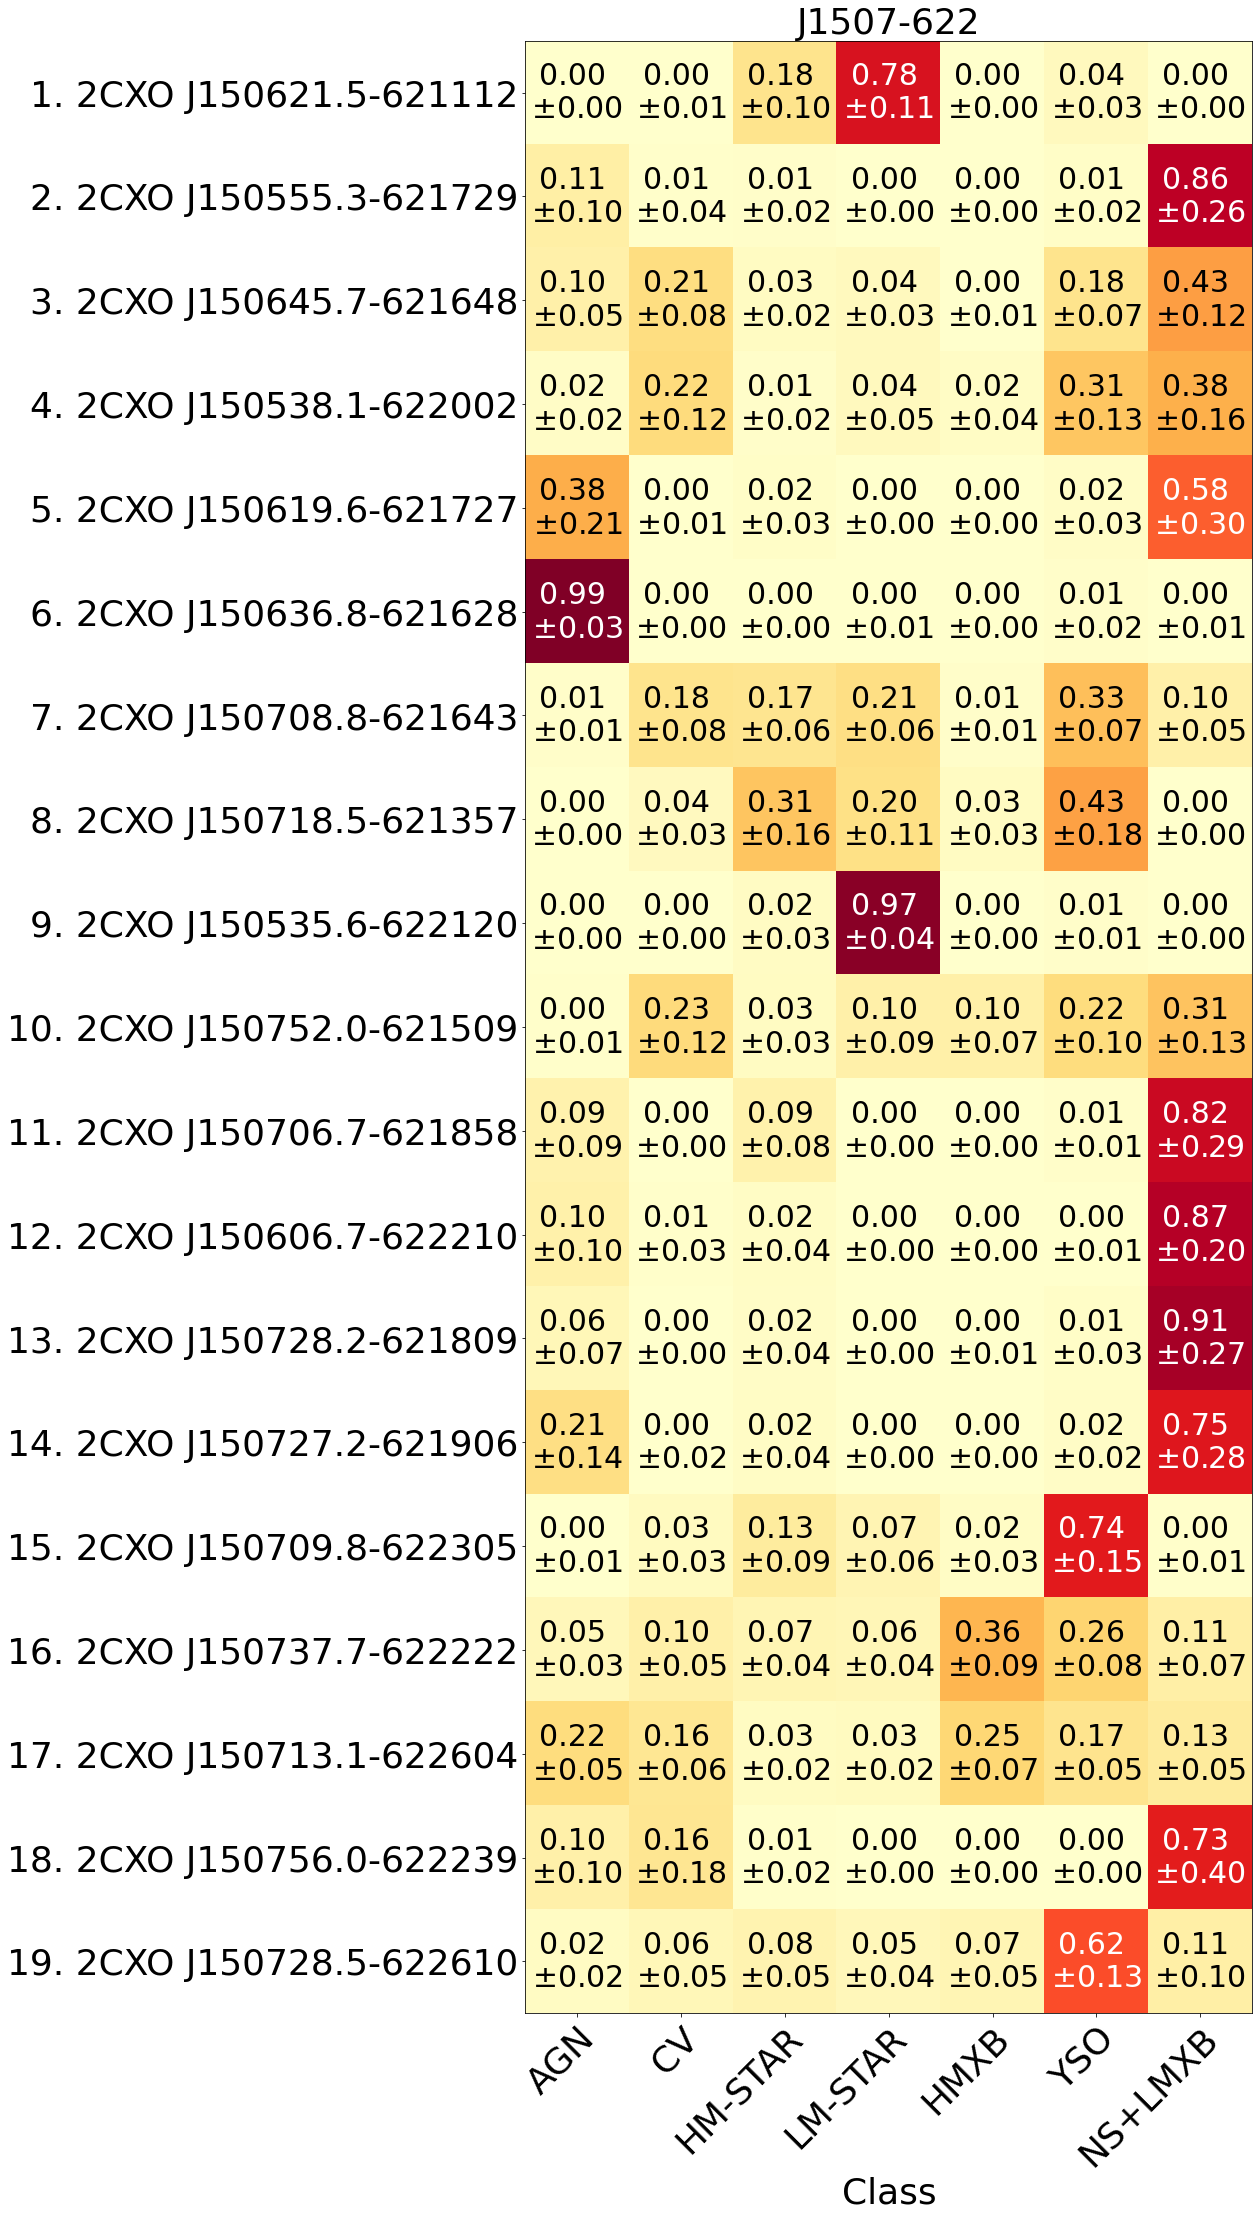 J1507-622
1. 2CXO J150621.5-621112
0.00 0.00 0.18 0.78 0.00 0.04 0.00
±0.00 ±0.01 ±0.10 ±0.11 ±0.00 ±0.03 ±0.00
2. 2CXO J150555.3-621729
0.11 0.01 0.01 0.00 0.00 0.01 0.86
±0.10 ±0.04 ±0.02 ±0.00 ±0.00 ±0.02 ±0.26
3. 2CXO J150645.7-621648
0.10 0.21 0.03 0.04 0.00 0.18 0.43
±0.05 ±0.08 ±0.02 ±0.03 ±0.01 ±0.07 ±0.12
4. 2CXO J150538.1-622002
0.02 0.22 0.01 0.04 0.02 0.31 0.38
±0.02 ±0.12 ±0.02 ±0.05 ±0.04 ±0.13 ±0.16
5. 2CXO J150619.6-621727
0.38 0.00 0.02 0.00 0.00 0.02 0.58
±0.21 ±0.01 ±0.03 ±0.00 ±0.00 ±0.03 ±0.30
6. 2CXO J150636.8-621628
0.99 0.00 0.00 0.00 0.00 0.01 0.00
±0.03 ±0.00 ±0.00 ±0.01 ±0.00 ±0.02 ±0.01
7. 2CXO J150708.8-621643
0.01 0.18 0.17 0.21 0.01 0.33 0.10
±0.01 ±0.08 ±0.06 ±0.06 ±0.01 ±0.07 ±0.05
8. 2CXO J150718.5-621357
0.00 0.04 0.31 0.20 0.03 0.43 0.00
±0.00 ±0.03 ±0.16 ±0.11 ±0.03 ±0.18 ±0.00
9. 2CXO J150535.6-622120
0.00 0.00 0.02 0.97 0.00 0.01 0.00
±0.00 ±0.00 ±0.03 ±0.04 ±0.00 ±0.01 ±0.00
10. 2CXO J150752.0-621509
0.00 0.23 0.03 0.10 0.10 0.22 0.31
±0.01 ±0.12 ±0.03 ±0.09 ±0.07 ±0.10 ±0.13
11. 2CXO J150706.7-621858
0.09 0.00 0.09 0.00 0.00 0.01 0.82
±0.09 ±0.00 ±0.08 ±0.00 ±0.00 ±0.01 ±0.29
12. 2CXO J150606.7-622210
0.10 0.01 0.02 0.00 0.00 0.00 0.87
±0.10 ±0.03 ±0.04 ±0.00 ±0.00 ±0.01 ±0.20
13. 2CXO J150728.2-621809
0.06 0.00 0.02 0.00 0.00 0.01 0.91
±0.07 ±0.00 ±0.04 ±0.00 ±0.01 ±0.03 ±0.27
14. 2CXO J150727.2-621906
0.21 0.00 0.02 0.00 0.00 0.02 0.75
±0.14 ±0.02 ±0.04 ±0.00 ±0.00 ±0.02 ±0.28
15. 2CXO J150709.8-622305
0.00 0.03 0.13 0.07 0.02 0.74 0.00
±0.01 ±0.03 ±0.09 ±0.06 ±0.03 ±0.15 ±0.01
16. 2CXO J150737.7-622222
0.05 0.10 0.07 0.06 0.36 0.26 0.11
±0.03 ±0.05 ±0.04 ±0.04 ±0.09 ±0.08 ±0.07
17. 2CXO J150713.1-622604
0.22 0.16 0.03 0.03 0.25 0.17 0.13
±0.05 ±0.06 ±0.02 ±0.02 ±0.07 ±0.05 ±0.05
18. 2CXO J150756.0-622239
0.10 0.16 0.01 0.00 0.00 0.00 0.73
±0.10 ±0.18 ±0.02 ±0.00 ±0.00 ±0.00 ±0.40
19. 2CXO J150728.5-622610
0.02 0.06 0.08 0.05 0.07 0.62 0.11
±0.02 ±0.05 ±0.05 ±0.04 ±0.05 ±0.13 ±0.10
AGN CV HM-STAR LM-STAR HMXB YSO NS+LMXB
Class